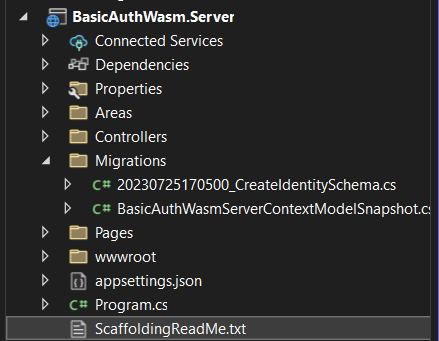 BasicAuthWasm.Server
Connected Services
Dependencies
Properties
Areas
Controllers
Migrations
C# 20230725170500_CreateIdentitySchema.cs
C# BasicAuthWasmServerContextModelSnapshot.cs
Pages
wwwroot
appsettings.json
C# Program.cs
ScaffoldingReadMe.txt